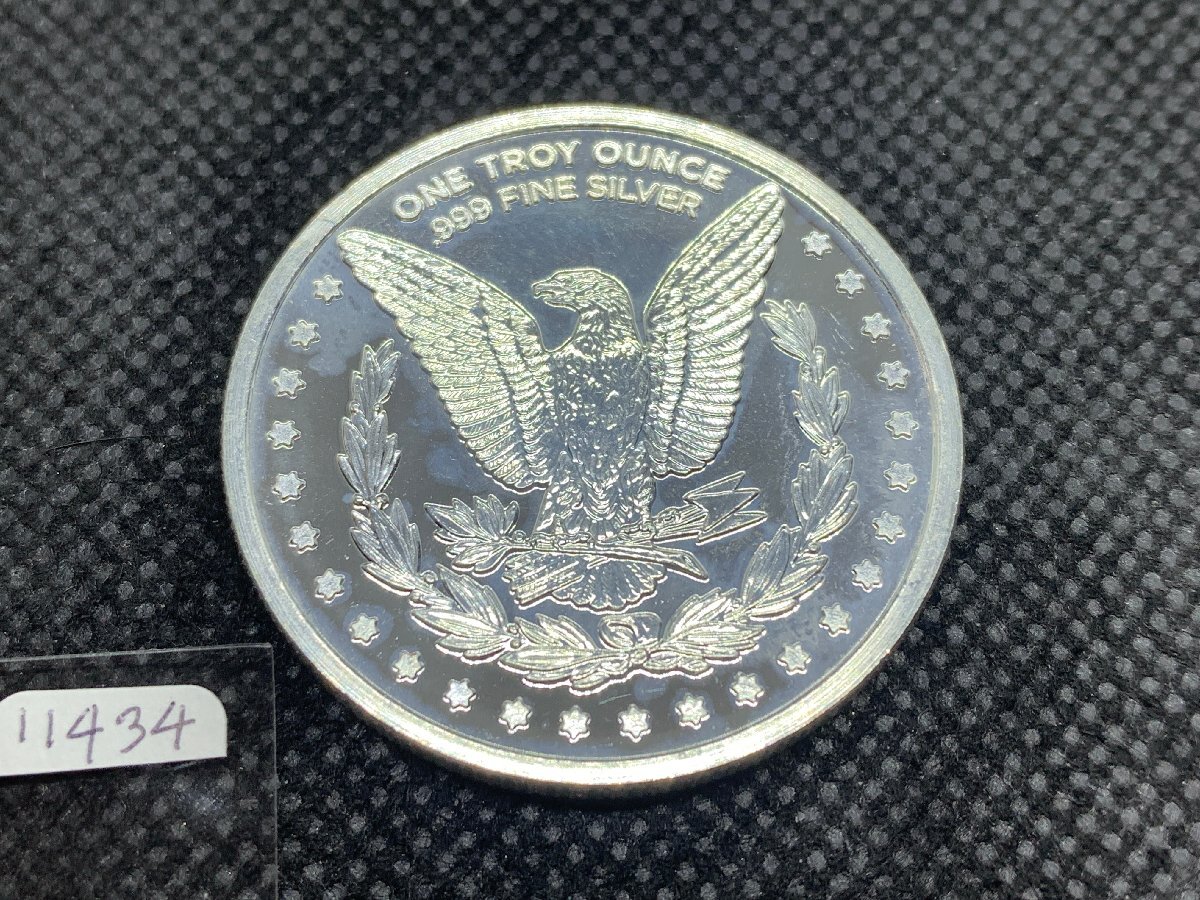 ONE TROY OUNCE
.999 FINE SILVER
11434